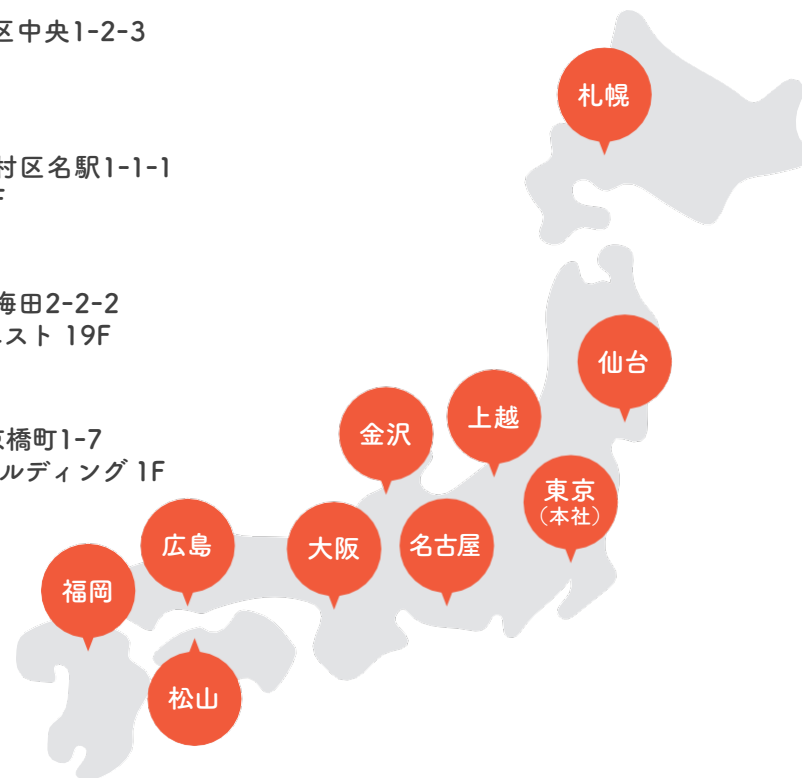 区中央1-2-3
村区名駅1-1-1
F
梅田2-2-2
スト 19F
京橋町1-7
ルディング 1F
札幌
仙台
上越
金沢
東京
（本社）
広島
大阪
名古屋
福岡
松山